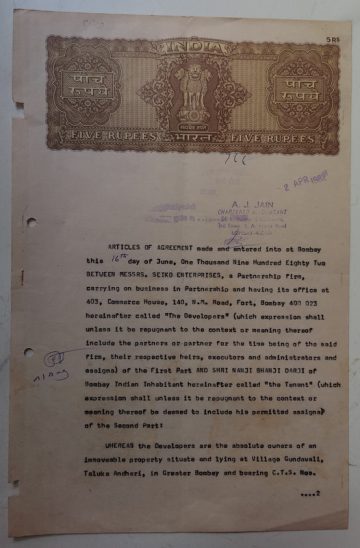 SRS
INDIA
पाच
रुपये
पाच
रुपये
FIVE RUPEES
भारत
FIVE RUPEES
2 APR
A. J. JAIN
CHARTERED ACCOUNTANT
ARTICLES OF AGREEMENT made and entered into at Bombay
this 16th day of June, One Thousand Nine Hundred Eighty Two
BETWEEN MESSRS. SEIKO ENTERPRISES, a Partnership firm,
carrying on business in Partnership and having its office at
403, Commerce House, 140, N.M. Road, Fort, Bombay 400 023
hereinafter called "The Developers" (which expression shall
unless it be repugnant to the context or meaning thereof
include the partners or partner for the time being of the said
firm, their respective heirs, executors and administrators and
assigns) of the first Part AND SHRI NANJI BHANJI DARJI of
Bombay Indian Inhabitant hereinafter called "the Tenant" (which
expression shall unless it be repugnant to the context or
meaning thereof be deemed to include his permitted assigns)
of the Second Part:
WHEREAS the Developers are the absolute owners of an
immovable property situate and lying at Village Gundavali,
Taluka Andheri, in Greater Bombay and bearing C.T.S. Nos.
....2